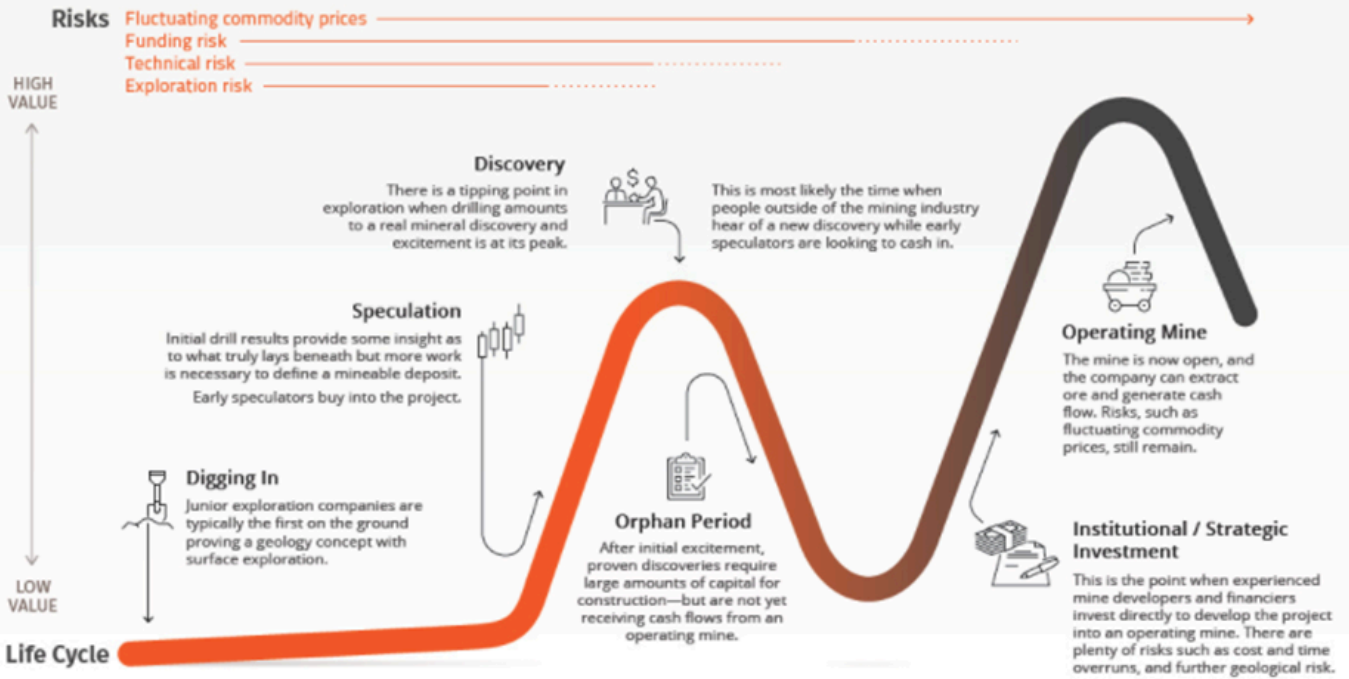 Risks
Fluctuating commodity prices
Funding risk
Technical risk
Exploration risk
HIGH
VALUE
LOW
VALUE
Life Cycle
Digging In
Junior exploration companies are
typically the first on the ground
proving a geology concept with
surface exploration.
Speculation
Initial drill results provide some insight as
to what truly lays beneath but more work
is necessary to define a mineable deposit.
Early speculators buy into the project.
Discovery
There is a tipping point in
exploration when drilling amounts
to a real mineral discovery and
excitement is at its peak.
$
This is most likely the time when
people outside of the mining industry
hear of a new discovery while early
speculators are looking to cash in.
Orphan Period
After initial excitement,
proven discoveries require
large amounts of capital for
construction—but are not yet
receiving cash flows from an
operating mine.
Institutional / Strategic
Investment
This is the point when experienced
mine developers and financiers
invest directly to develop the project
into an operating mine. There are
plenty of risks such as cost and time
overruns, and further geological risk.
Operating Mine
The mine is now open, and
the company can extract
ore and generate cash
flow. Risks, such as
fluctuating commodity
prices, still remain.